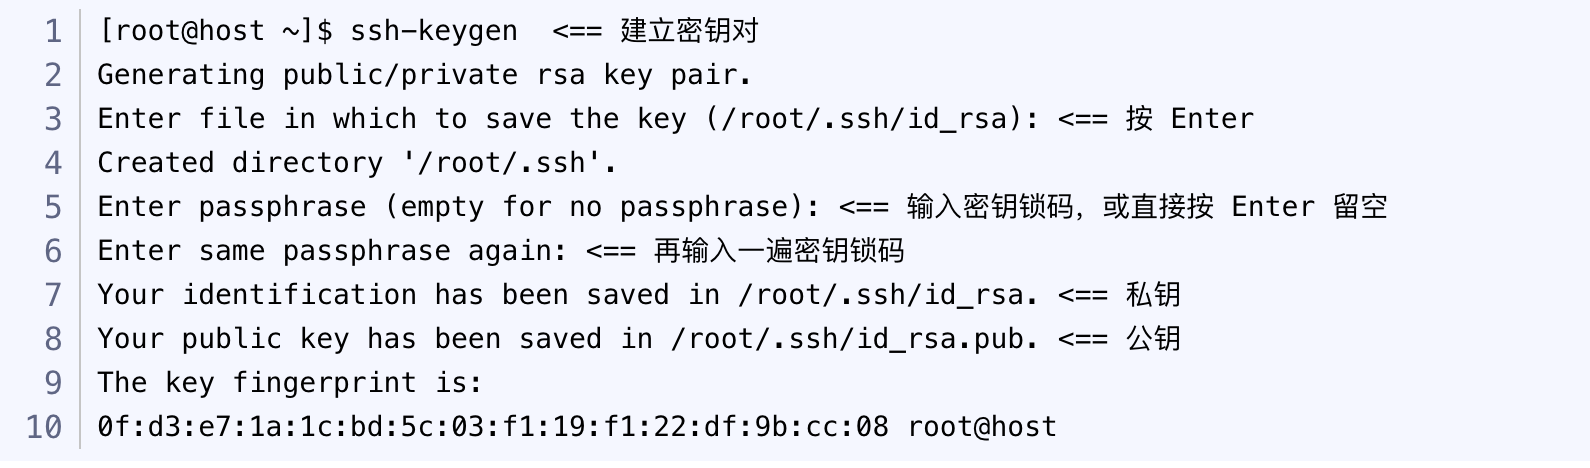 1 [root@host ~]$ ssh-keygen  <== 建立密钥对
2 Generating public/private rsa key pair.
3 Enter file in which to save the key (/root/.ssh/id_rsa): <== 按 Enter
4 Created directory '/root/.ssh'.
5 Enter passphrase (empty for no passphrase): <== 输入密钥锁码，或直接按 Enter 留空
6 Enter same passphrase again: <== 再输入一遍密钥锁码
7 Your identification has been saved in /root/.ssh/id_rsa. <== 私钥
8 Your public key has been saved in /root/.ssh/id_rsa.pub. <== 公钥
9 The key fingerprint is:
10 0f:d3:e7:1a:1c:bd:5c:03:f1:19:f1:22:df:9b:cc:08 root@host